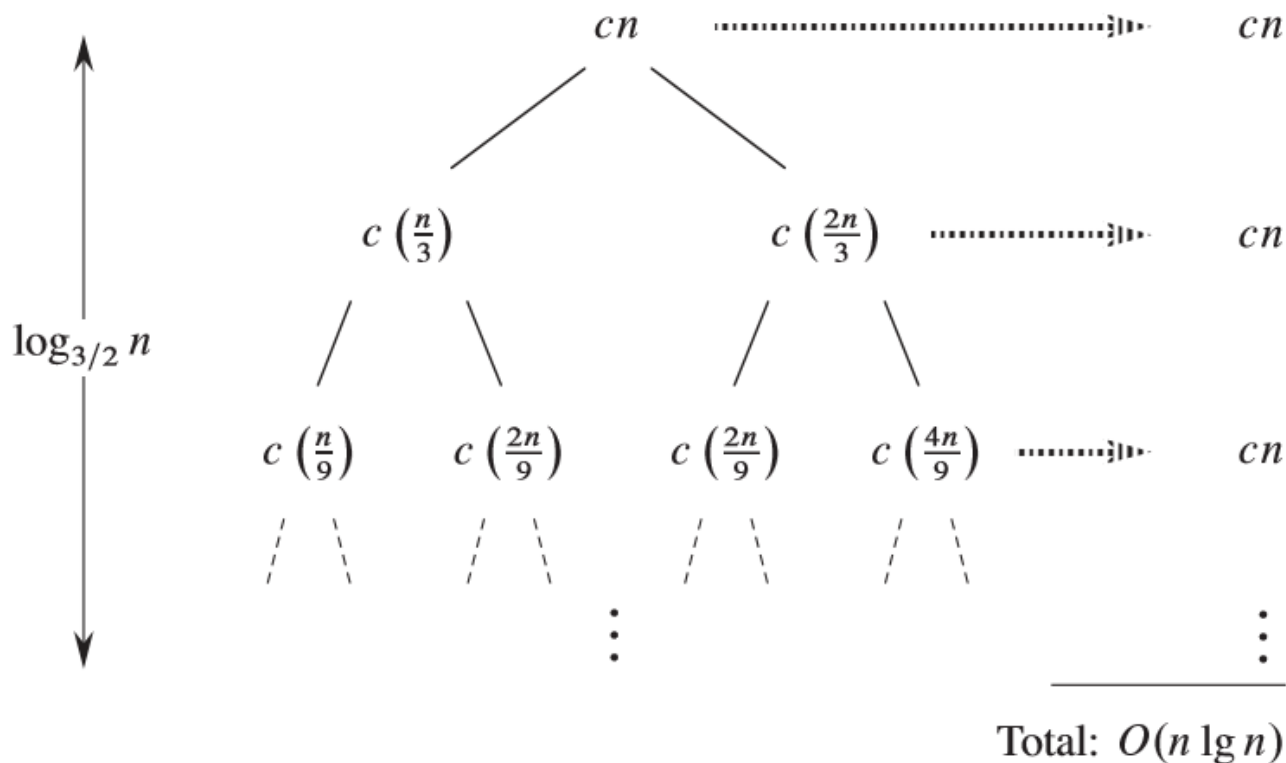 cn cn
c (n/3) c (2n/3) cn
log_{3/2} n
c (n/9) c (2n/9) c (2n/9) c (4n/9) cn
Total: O(n lg n)